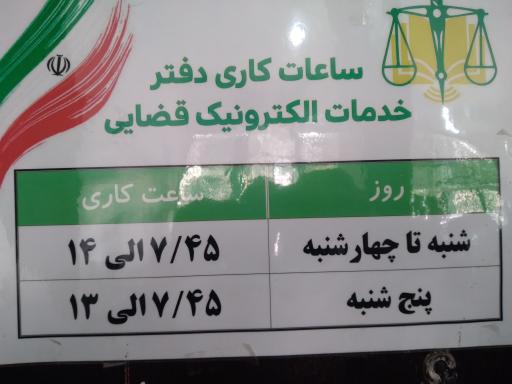 ساعات کاری دفتر
خدمات الکترونیک قضایی
روز ساعت کاری
شنبه تا چهارشنبه ۷/۴۵ الی ۱۴
پنج شنبه ۷/۴۵ الی ۱۳